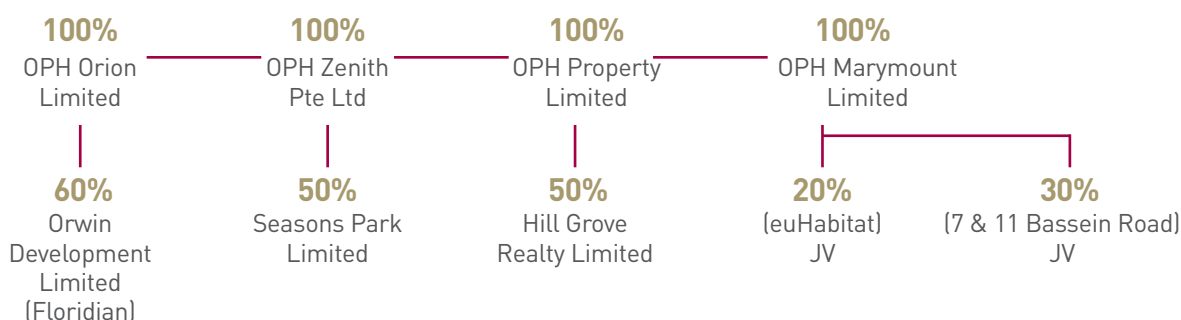 100%
OPH Orion
Limited
100%
OPH Zenith
Pte Ltd
100%
OPH Property
Limited
100%
OPH Marymount
Limited
60%
Orwin
Development
Limited
(Floridian)
50%
Seasons Park
Limited
50%
Hill Grove
Realty Limited
20%
(euHabitat)
JV
30%
(7 & 11 Bassein Road)
JV